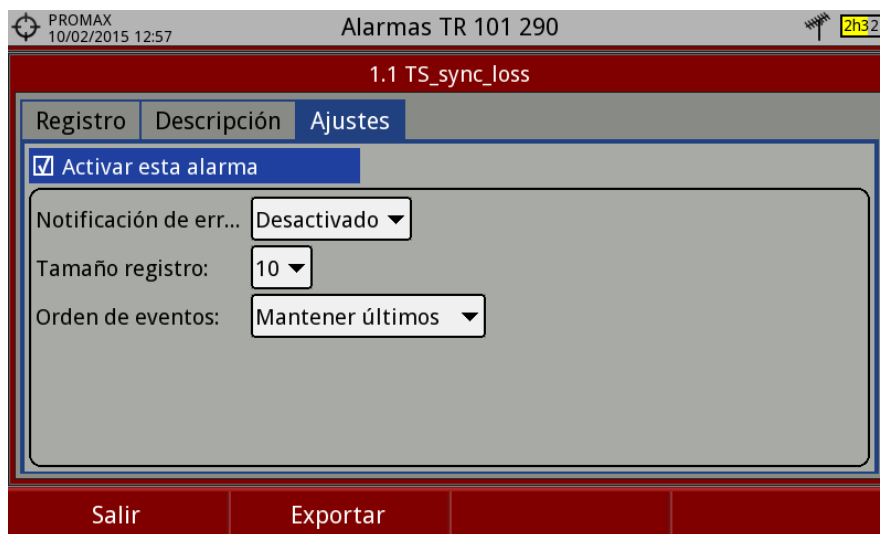 PROMAX
10/02/2015 12:57
Alarmas TR 101 290
2h32
1.1 TS_sync_loss
Registro Descripción Ajustes
Activar esta alarma
Notificación de err... Desactivado
Tamaño registro: 10
Orden de eventos: Mantener últimos
Salir Exportar